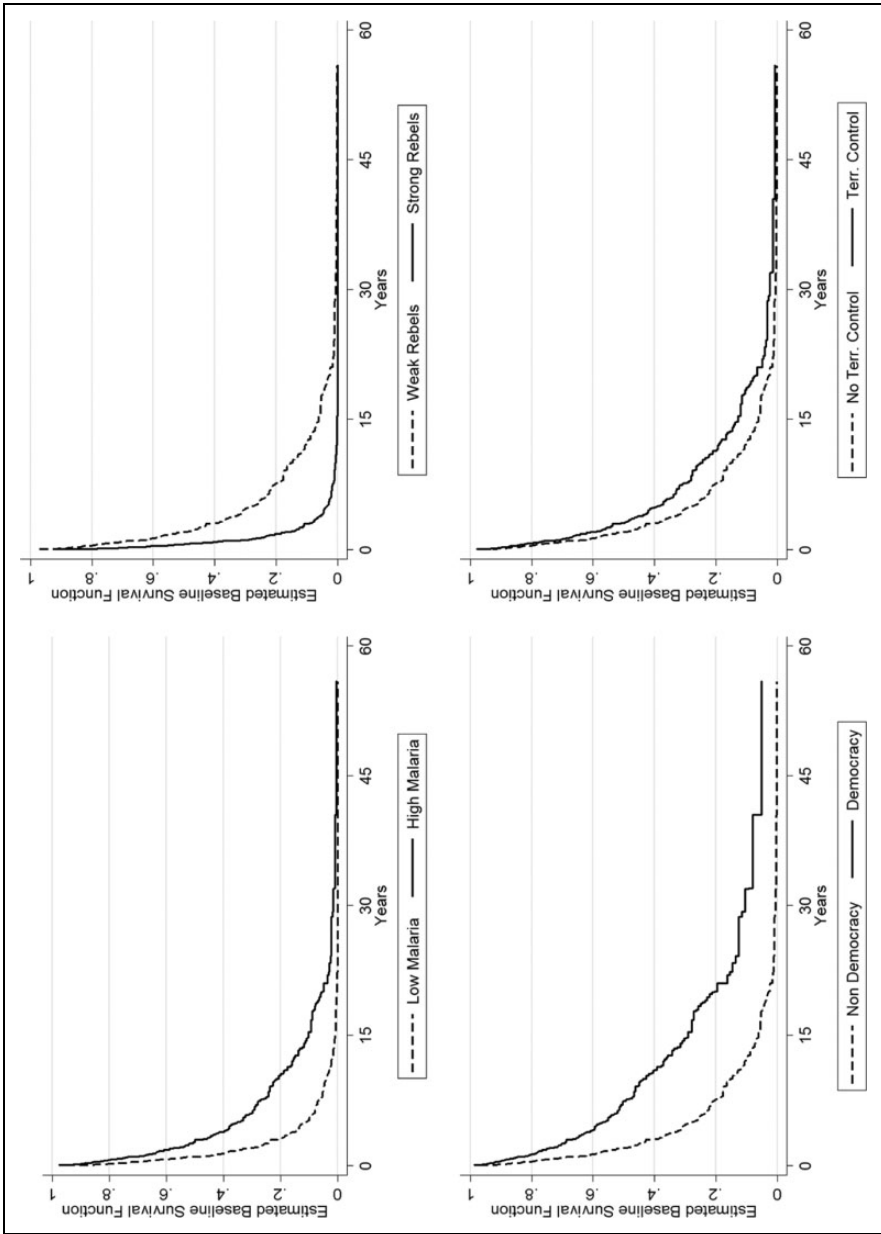 Estimated Baseline Survival Function
1
.8
.6
.4
.2
0
0 15 30 45 60
Years
Low Malaria High Malaria
Estimated Baseline Survival Function
1
.8
.6
.4
.2
0
0 15 30 45 60
Years
Weak Rebels Strong Rebels
Estimated Baseline Survival Function
1
.8
.6
.4
.2
0
0 15 30 45 60
Years
Non Democracy Democracy
Estimated Baseline Survival Function
1
.8
.6
.4
.2
0
0 15 30 45 60
Years
No Terr. Control Terr. Control